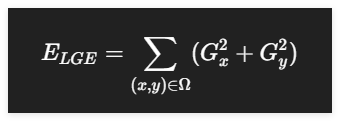 E_{LGE} = \sum_{(x,y)\in\Omega} (G_x^2 + G_y^2)